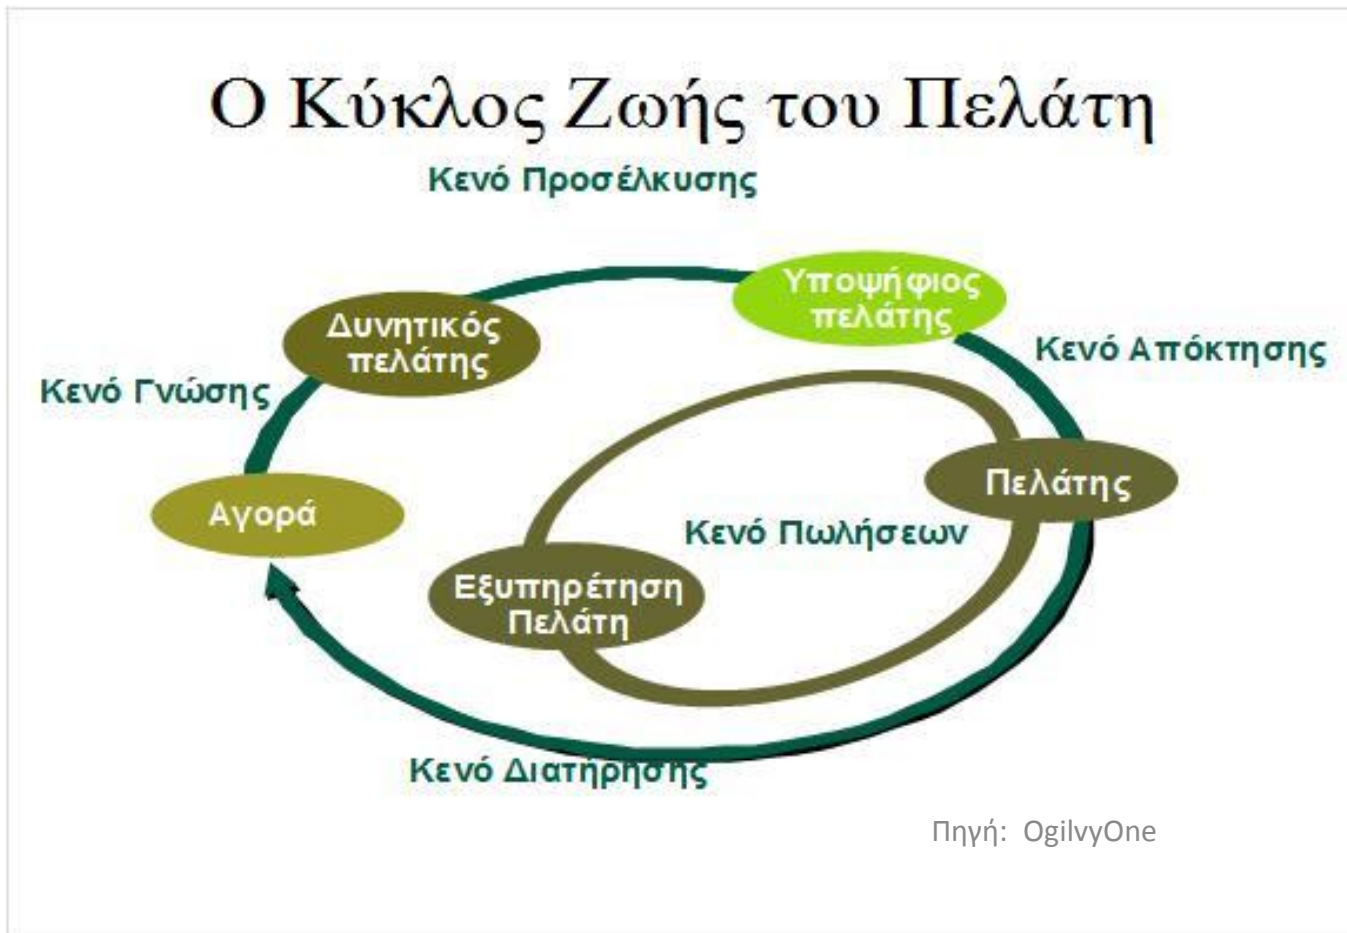 Ο Κύκλος Ζωής του Πελάτη
Κενό Προσέλκυσης
Υποψήφιος
πελάτης
Δυνητικός
πελάτης
Κενό Απόκτησης
Κενό Γνώσης
Πελάτης
Αγορά
Κενό Πωλήσεων
Εξυπηρέτηση
Πελάτη
Κενό Διατήρησης
Πηγή: OgilvyOne